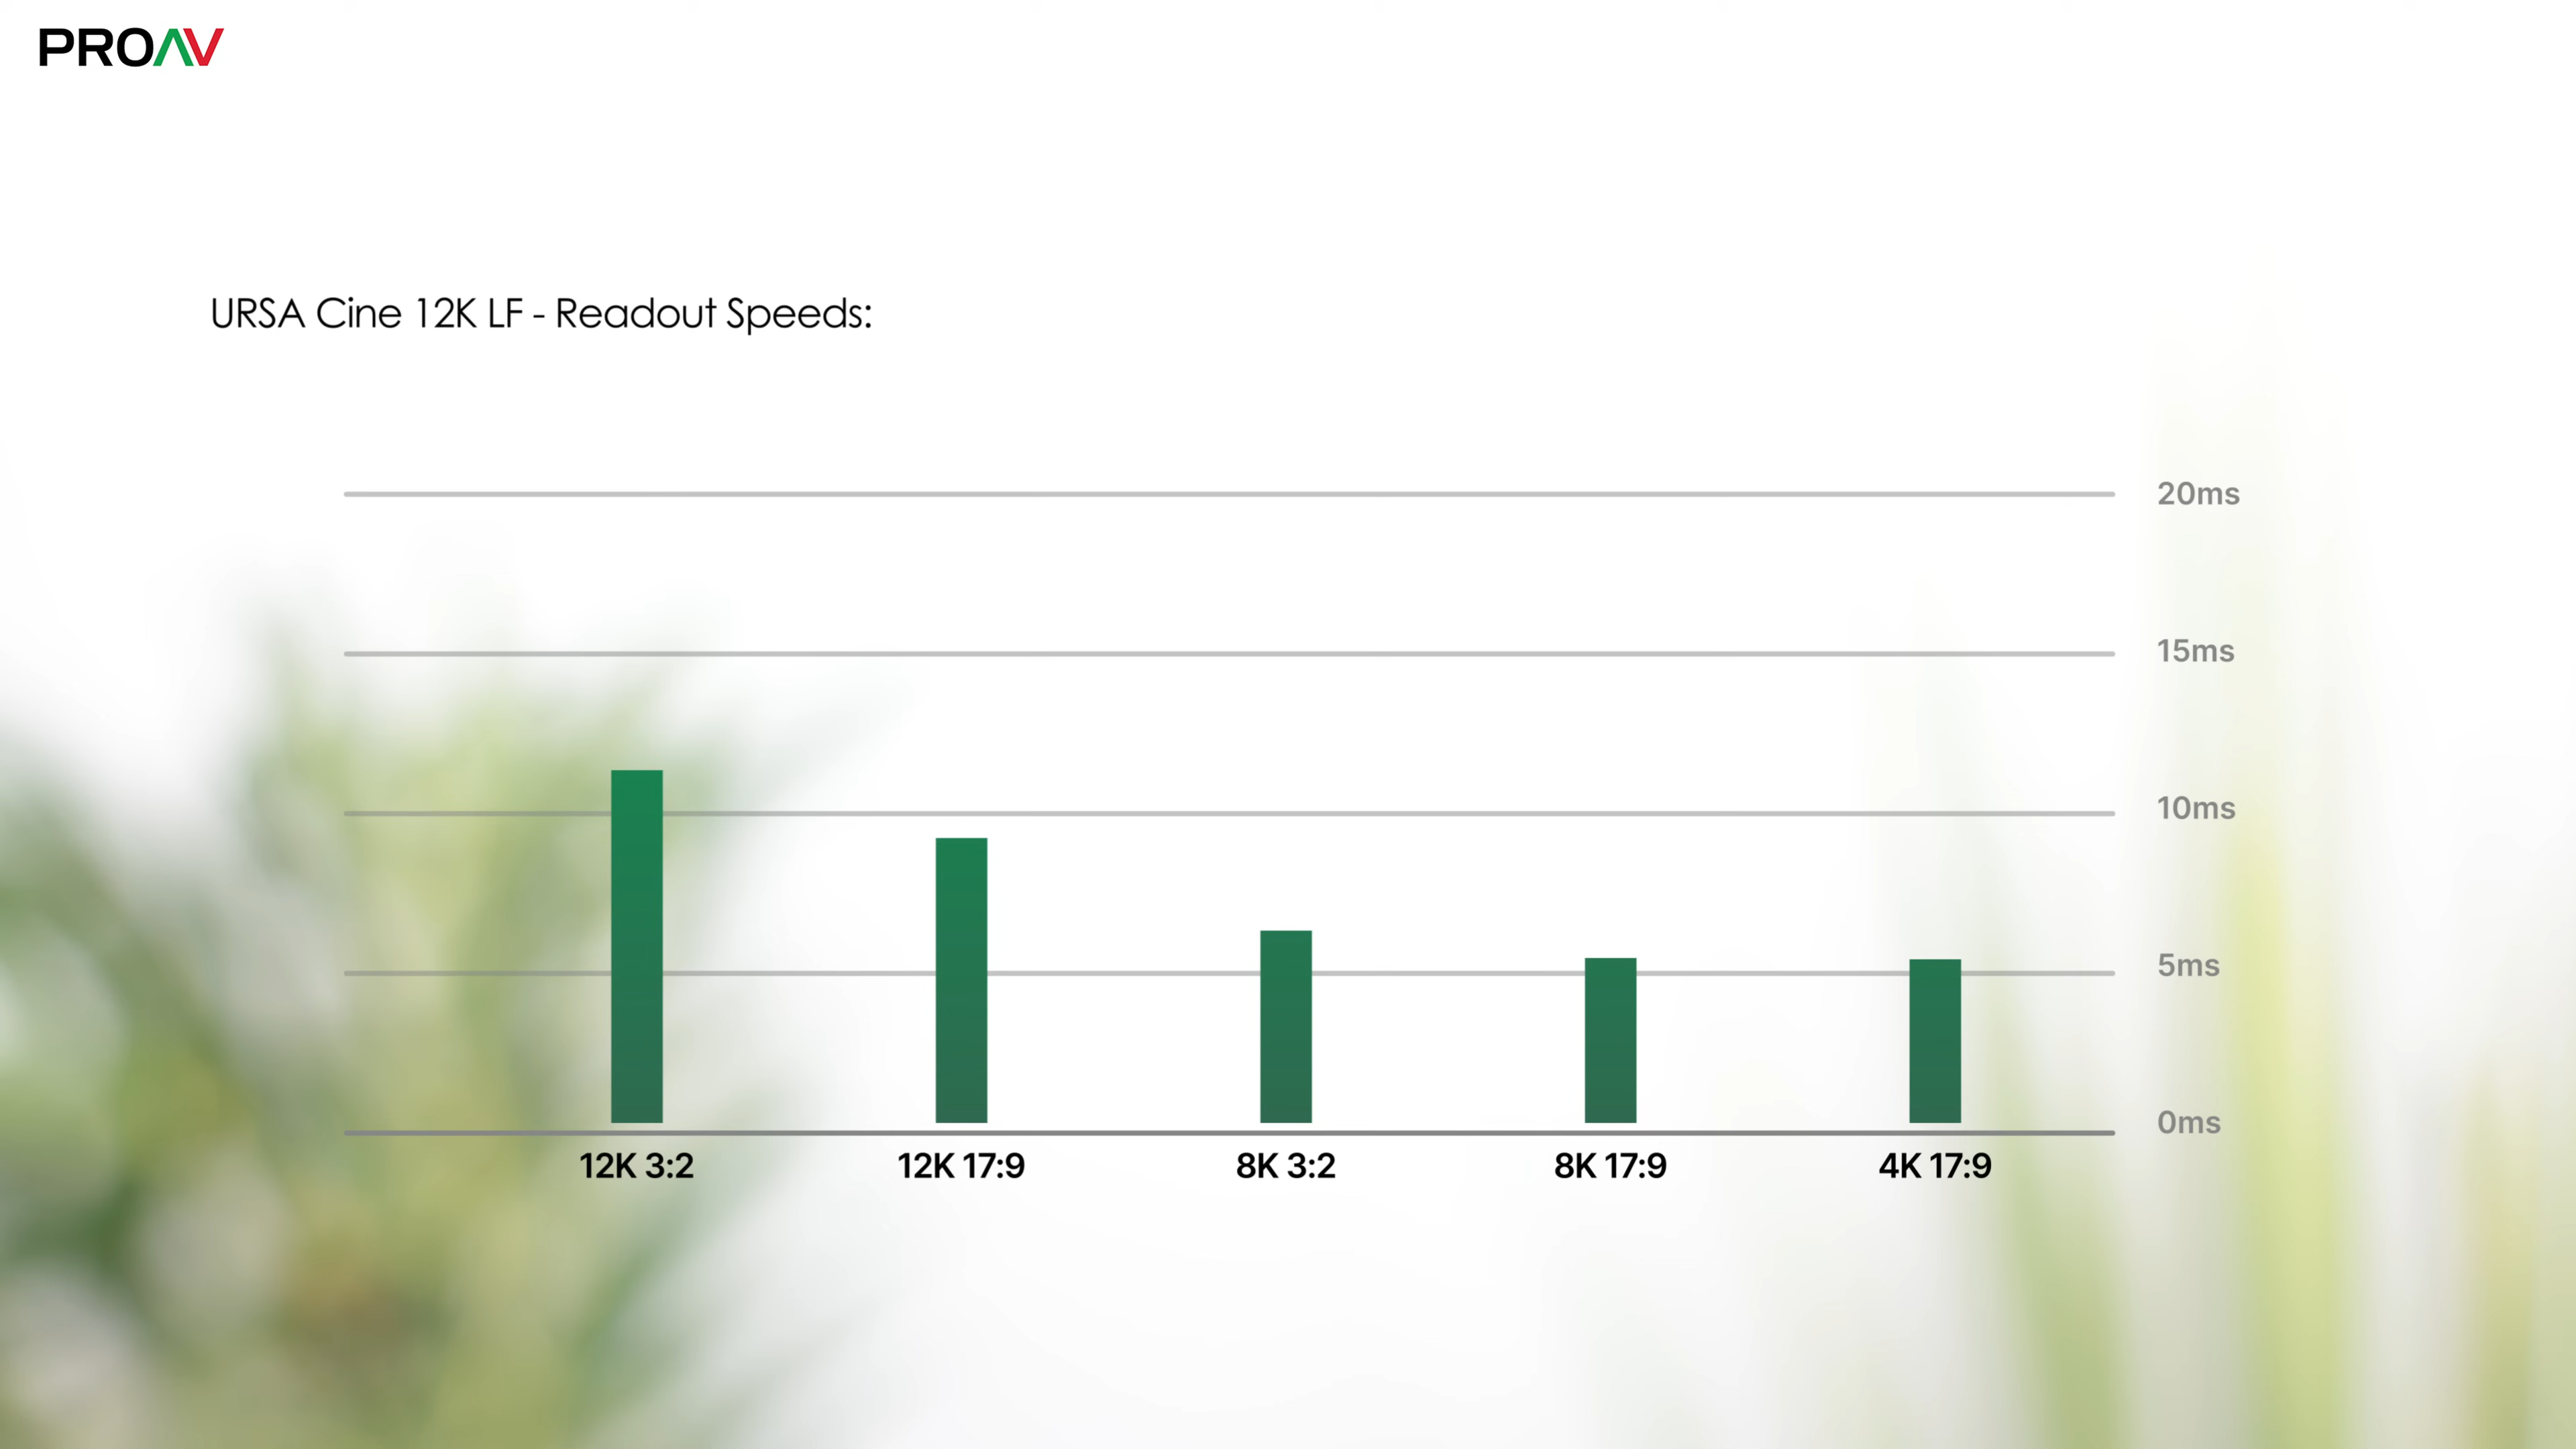 PROAV
URSA Cine 12K LF - Readout Speeds:
20ms
15ms
10ms
5ms
0ms
12K 3:2
12K 17:9
8K 3:2
8K 17:9
4K 17:9